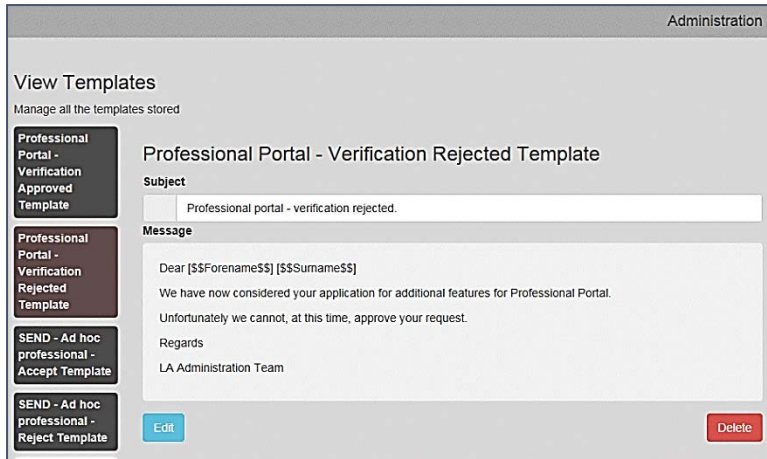 Administration
View Templates
Manage all the templates stored
Professional
Portal -
Verification
Approved
Template
Professional
Portal -
Verification
Rejected
Template
SEND - Ad hoc
professional -
Accept Template
SEND - Ad hoc
professional -
Reject Template
Professional Portal - Verification Rejected Template
Subject
Professional portal - verification rejected.
Message
Dear [$$Forename$$] [$$Surname$$]
We have now considered your application for additional features for Professional Portal.
Unfortunately we cannot, at this time, approve your request.
Regards
LA Administration Team
Edit
Delete